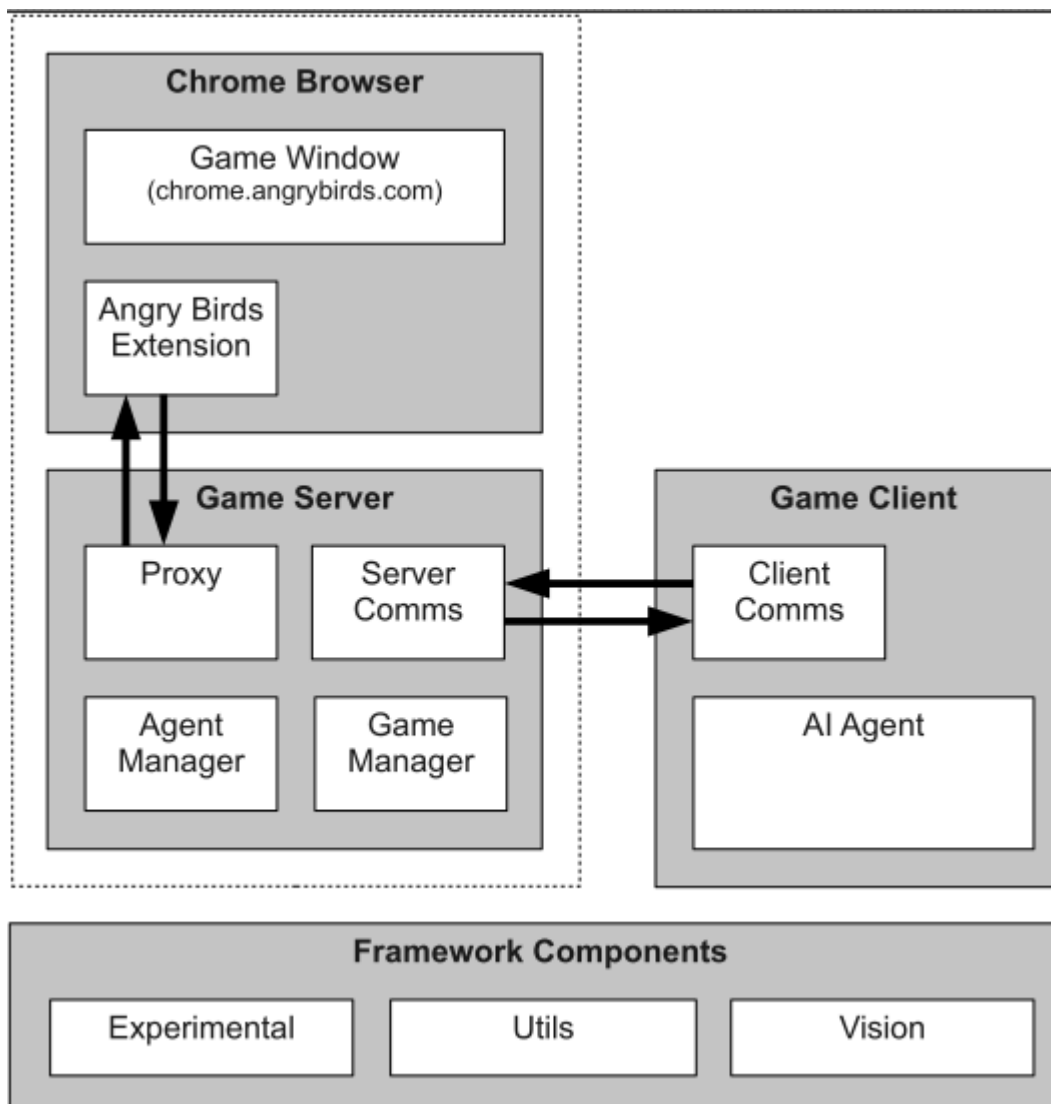 Chrome Browser
Game Window
(chrome.angrybirds.com)
Angry Birds
Extension
Game Server
Proxy
Server
Comms
Agent
Manager
Game
Manager
Game Client
Client
Comms
AI Agent
Framework Components
Experimental
Utils
Vision